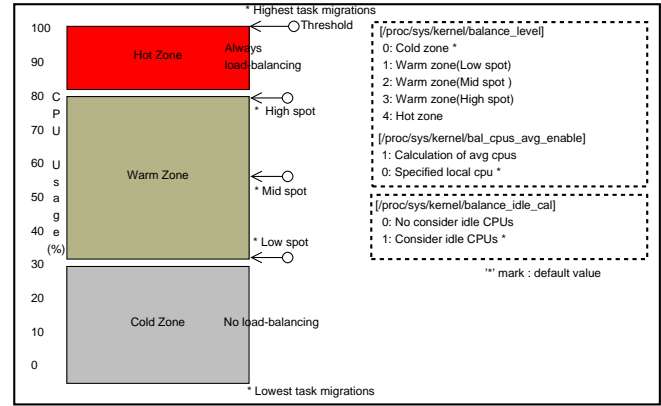 * Highest task migrations
Threshold
100
90
80
70
60
50
40
30
20
10
0
CPU Usage
(%)
Hot Zone
Always
load-balancing
* High spot
Warm Zone
* Mid spot
* Low spot
Cold Zone
No load-balancing
* Lowest task migrations
[/proc/sys/kernel/balance_level]
0: Cold zone *
1: Warm zone(Low spot)
2: Warm zone(Mid spot )
3: Warm zone(High spot)
4: Hot zone
[/proc/sys/kernel/bal_cpus_avg_enable]
1: Calculation of avg cpus
0: Specified local cpu *
[/proc/sys/kernel/balance_idle_cal]
0: No consider idle CPUs
1: Consider idle CPUs *
'*' mark : default value